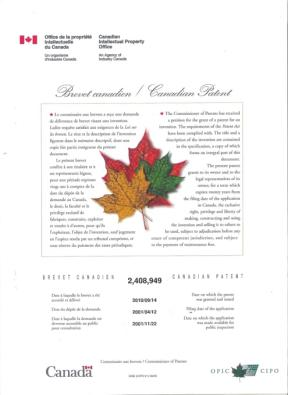 Office de la propriété
intellectuelle
du Canada
Un organisme
d'Industrie Canada
Canadian
Intellectual Property
Office
An Agency of
Industry Canada
Brevet canadien / Canadian Patent
Le commissaire aux brevets a reçu une demande
de délivrance de brevet visant une invention.
Ladite requête satisfait aux exigences de la Loi sur
les brevets. Le titre et la description de l'invention
figurent dans le mémoire descriptif, dont une
copie fait partie intégrante du présent
document.
Le présent brevet
confère à son titulaire et à
ses représentants légaux,
pour une période expirant
vingt ans à compter de la
date du dépôt de la
demande au Canada,
le droit, la faculté et le
privilège exclusif de
fabriquer, construire, exploiter
et vendre à d'autres, pour qu'ils
l'exploitent, l'objet de l'invention, sauf jugement
en l'espèce rendu par un tribunal compétent, et
sous réserve du paiement des taxes périodiques.
The Commissioner of Patents has received
a petition for the grant of a patent for an
invention. The requirements of the Patent Act
have been complied with. The title and a
description of the invention are contained
in the specification, a copy of which
forms an integral part of this
document.
The present patent
grants to its owner and to the
legal representatives of its
owner, for a term which
expires twenty years from
the filing date of the application
in Canada, the exclusive
right, privilege and liberty of
making, constructing and using
the invention and selling it to others to
be used, subject to adjudication before any
court of competent jurisdiction, and subject
to the payment of maintenance fees.
BREVET CANADIEN
2,408,949
CANADIAN PATENT
Date à laquelle le brevet a été
accordé et délivré
2010/09/14
Date on which the patent
was granted and issued
Date du dépôt de la demande
2001/04/12
Filing date of the application
Date à laquelle la demande est
devenue accessible au public
pour consultation
2001/11/22
Date on which the application
was made available for
public inspection
Commissaire aux brevets / Commissioner of Patents
Canada
OPIC CIPO